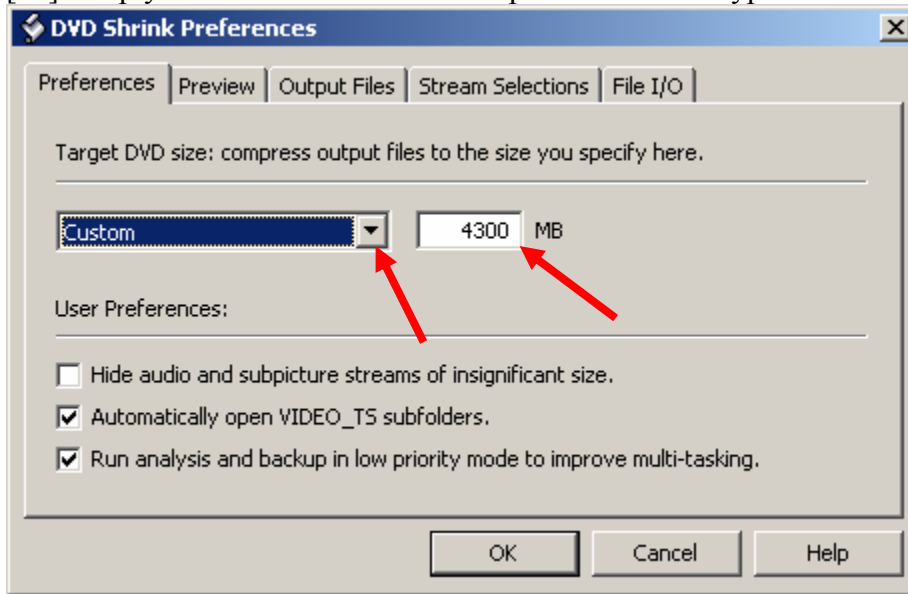 DVD Shrink Preferences
Preferences Preview Output Files Stream Selections File I/O
Target DVD size: compress output files to the size you specify here.
Custom 4300 MB
User Preferences:
Hide audio and subpicture streams of insignificant size.
Automatically open VIDEO_TS subfolders.
Run analysis and backup in low priority mode to improve multi-tasking.
OK Cancel Help